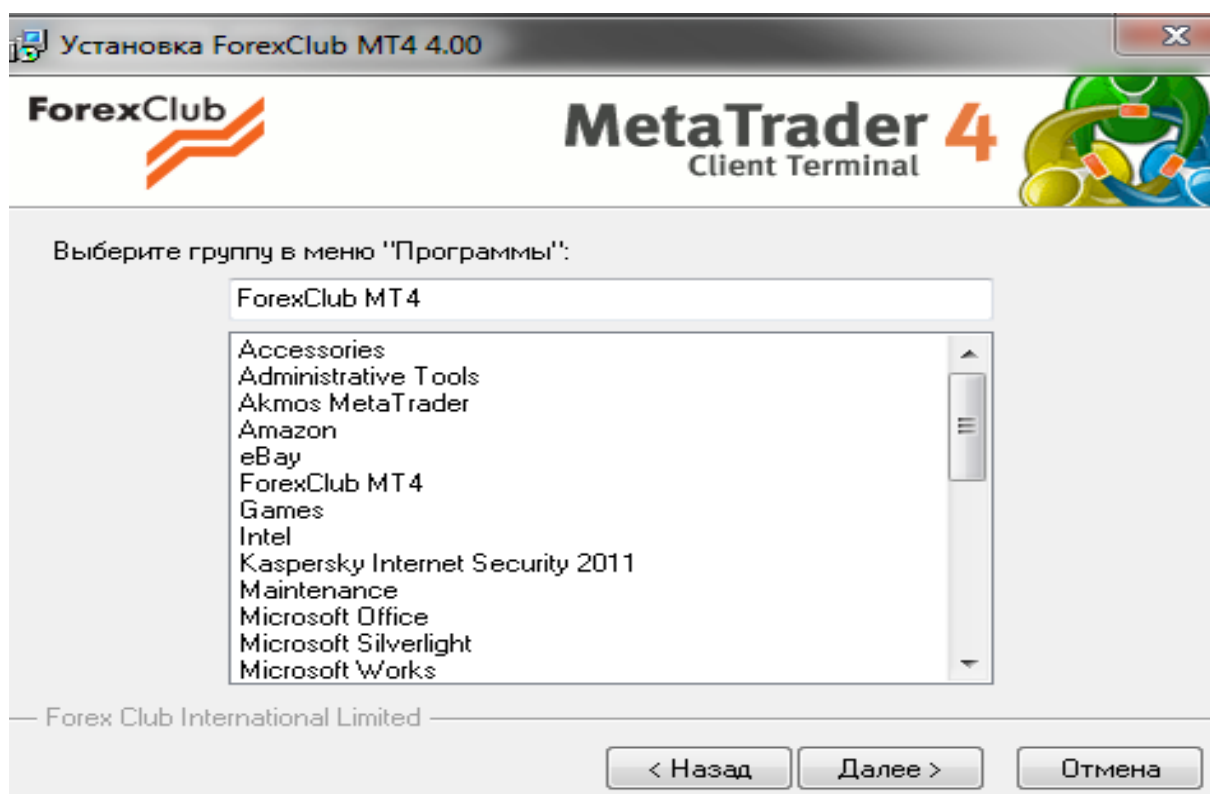 Установка ForexClub MT4 4.00
ForexClub
MetaTrader 4
Client Terminal
Выберите группу в меню "Программы":
ForexClub MT4
Accessories
Administrative Tools
Akmos MetaTrader
Amazon
eBay
ForexClub MT4
Games
Intel
Kaspersky Internet Security 2011
Maintenance
Microsoft Office
Microsoft Silverlight
Microsoft Works
Forex Club International Limited
< Назад Далее > Отмена